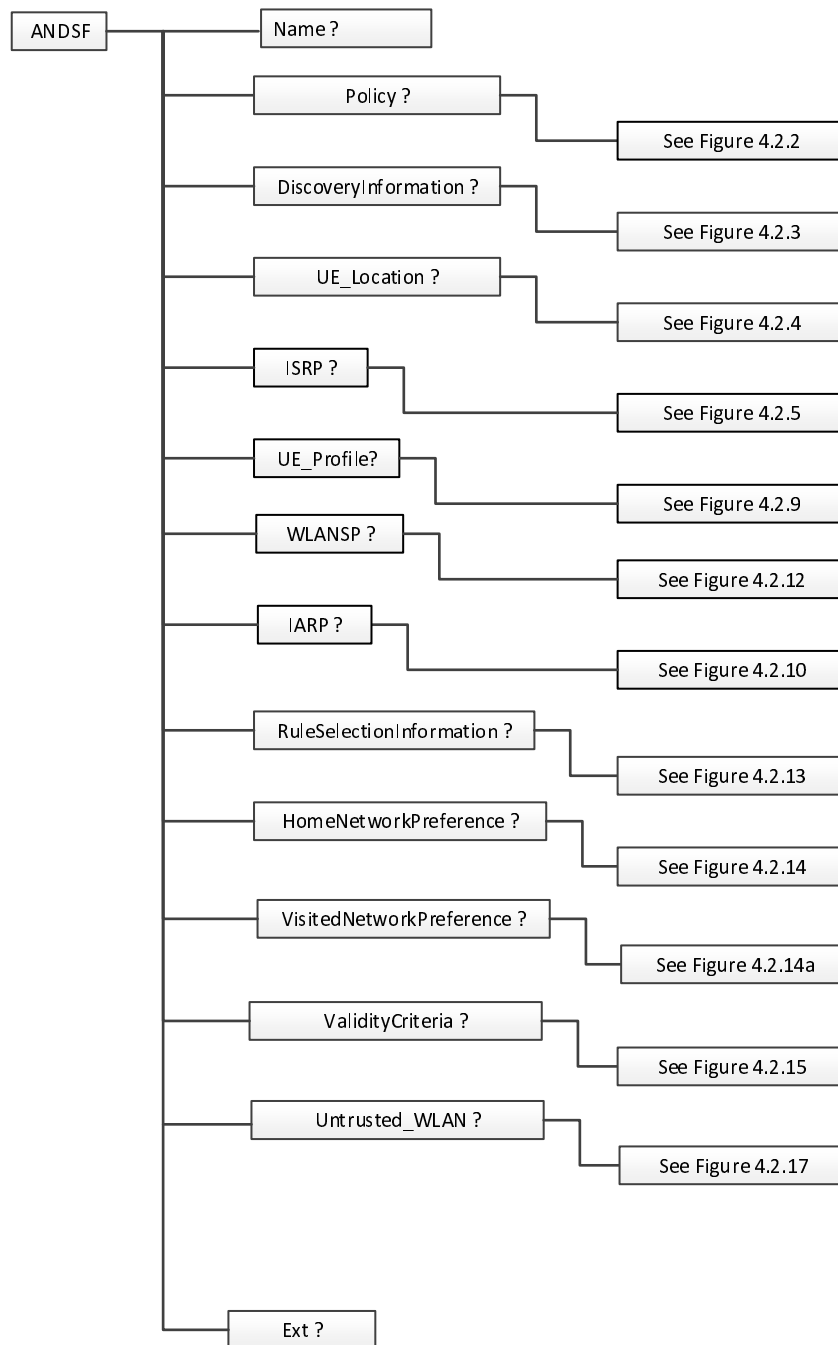 ANDSF
Name ?
Policy ?
See Figure 4.2.2
DiscoveryInformation ?
See Figure 4.2.3
UE_Location ?
See Figure 4.2.4
ISRP ?
See Figure 4.2.5
UE_Profile?
See Figure 4.2.9
WLANSP ?
See Figure 4.2.12
IARP ?
See Figure 4.2.10
RuleSelectionInformation ?
See Figure 4.2.13
HomeNetworkPreference ?
See Figure 4.2.14
VisitedNetworkPreference ?
See Figure 4.2.14a
ValidityCriteria ?
See Figure 4.2.15
Untrusted_WLAN ?
See Figure 4.2.17
Ext ?